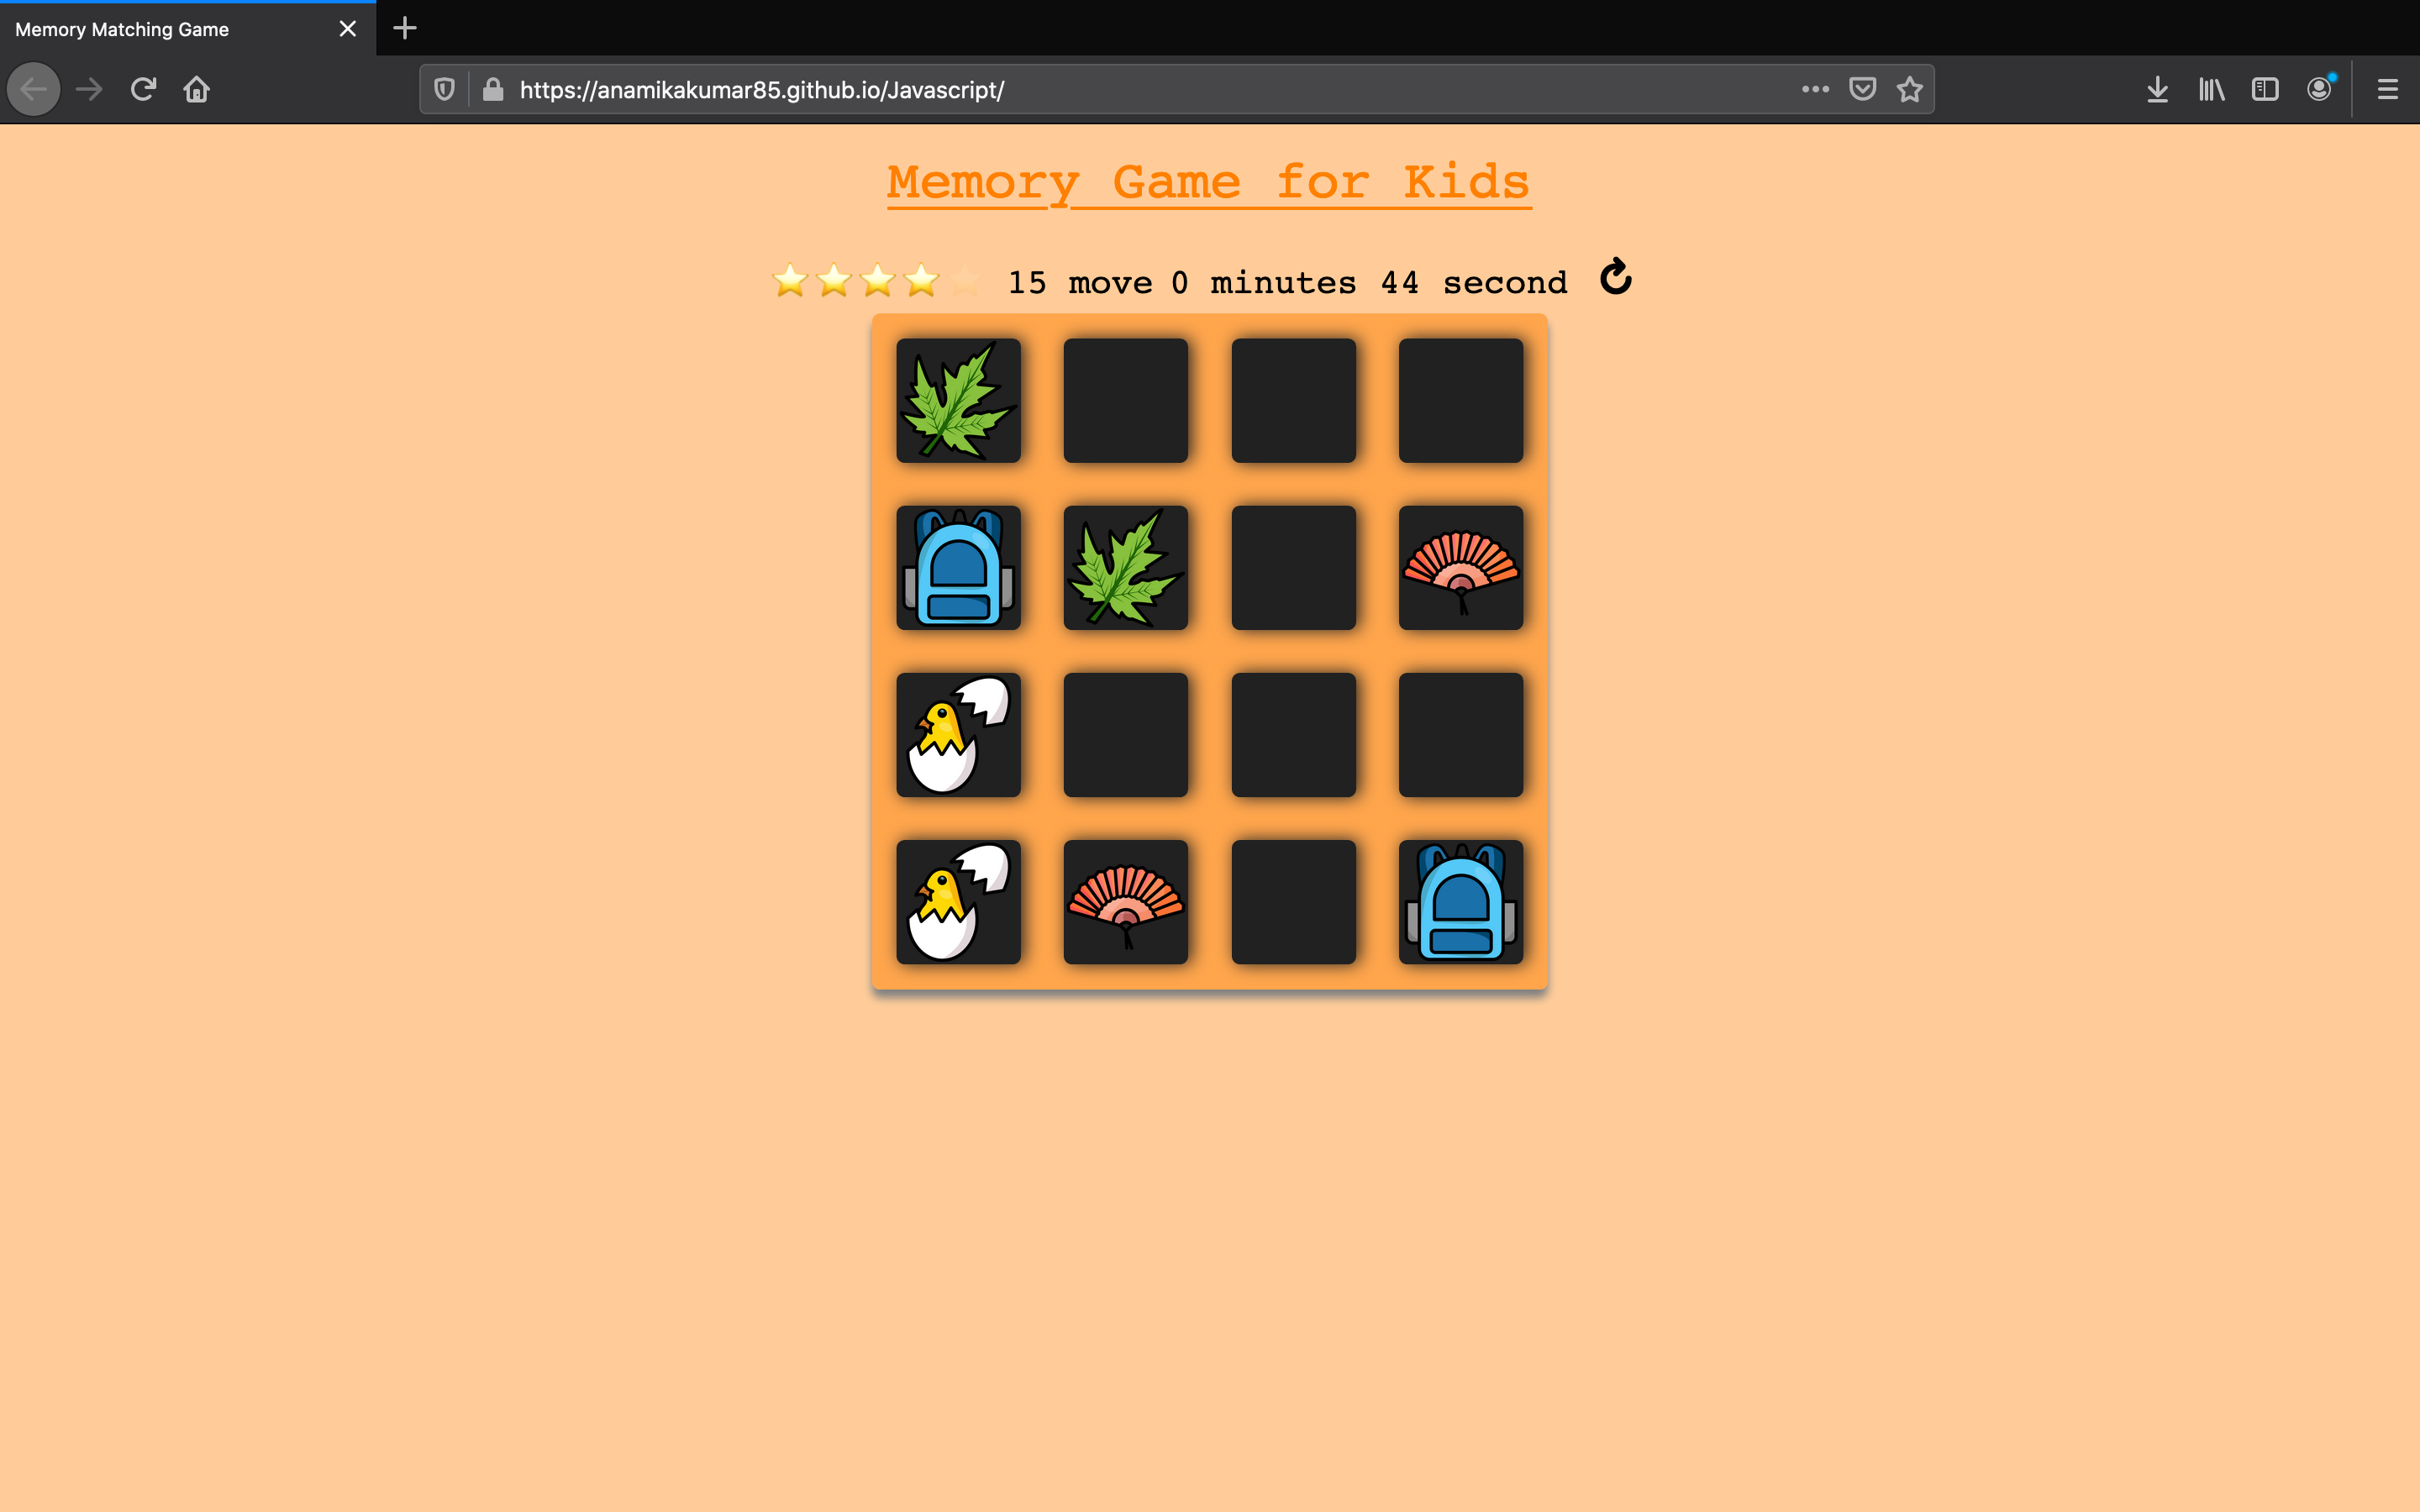 Memory Matching Game
https://anamikakumar85.github.io/Javascript/
Memory Game for Kids
15 move 0 minutes 44 second